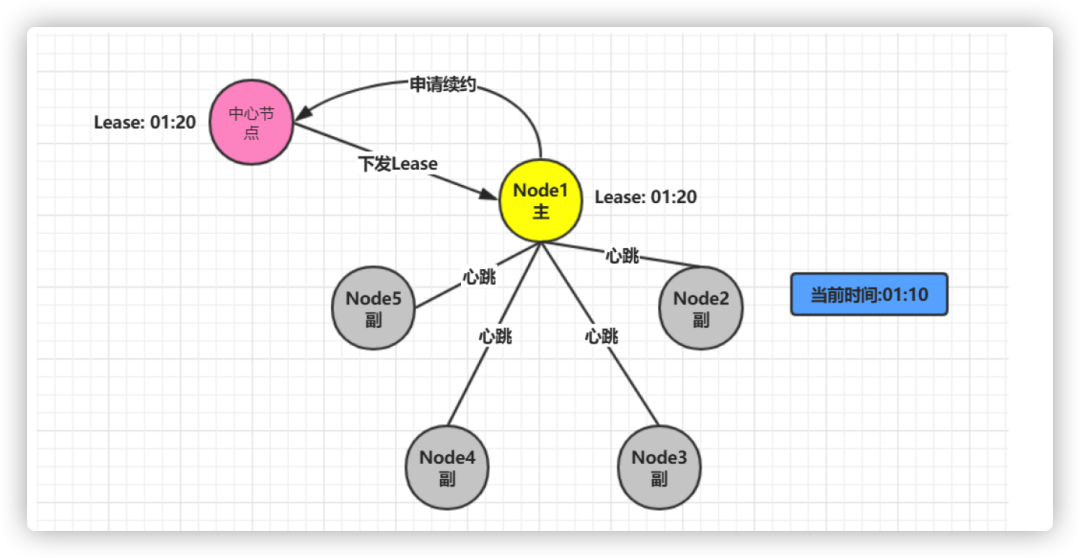 申请续约
Lease: 01:20
中心节
点
下发Lease
Node1
主
Lease: 01:20
心跳
心跳
Node5
副
Node2
副
当前时间:01:10
心跳
心跳
Node4
副
Node3
副